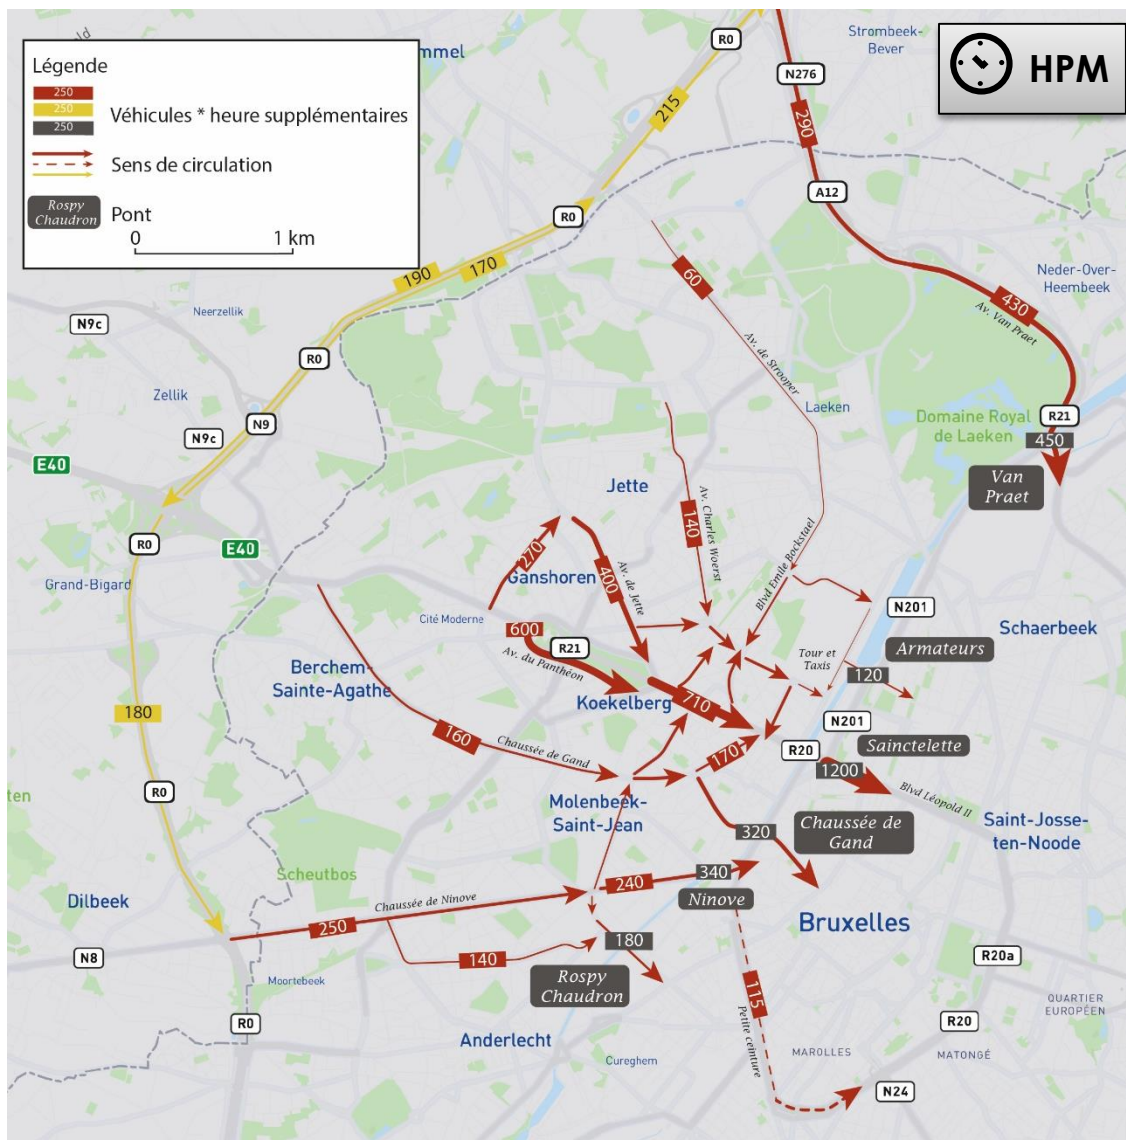 Légende
250
250
250
Véhicules * heure supplémentaires
Sens de circulation
Rospy
Chaudron
Pont
0
1 km
mmel
R0
Strombeek-
Bever
HPM
N276
215
290
A12
R0
190
170
60
Neder-Over-
Heembeek
430
Av. Van Praet
N9c
Neerzellik
R0
Av. de Strooper
Zellik
Laeken
N9
N9c
Domaine Royal
de Laeken
R21
450
E40
Van
Praet
Jette
Av. Charles Woerst
140
R0
E40
270
400
Blvd Emile Bockstael
Grand-Bigard
Ganshoren
Av. de Jette
Cité Moderne
N201
600
R21
Schaerbeek
Armateurs
Av. du Panthéon
Tour et
Taxis
120
Berchem-
Sainte-Agathe
Koekelberg
710
180
N201
160
Chaussée de Gand
170
R20
Sainctelette
1200
Blvd Léopold II
R0
ten
Molenbeek-
Saint-Jean
Saint-Josse-
ten-Noode
320
Chaussée de
Gand
Scheutbos
340
240
Dilbeek
Chaussée de Ninove
Ninove
250
Bruxelles
180
N8
140
R20a
Moortebeek
Rospy
Chaudron
115
QUARTIER
EUROPÉEN
R0
Petite ceinture
R20
Anderlecht
Cureghem
MAROLLES
MATONGÉ
N24